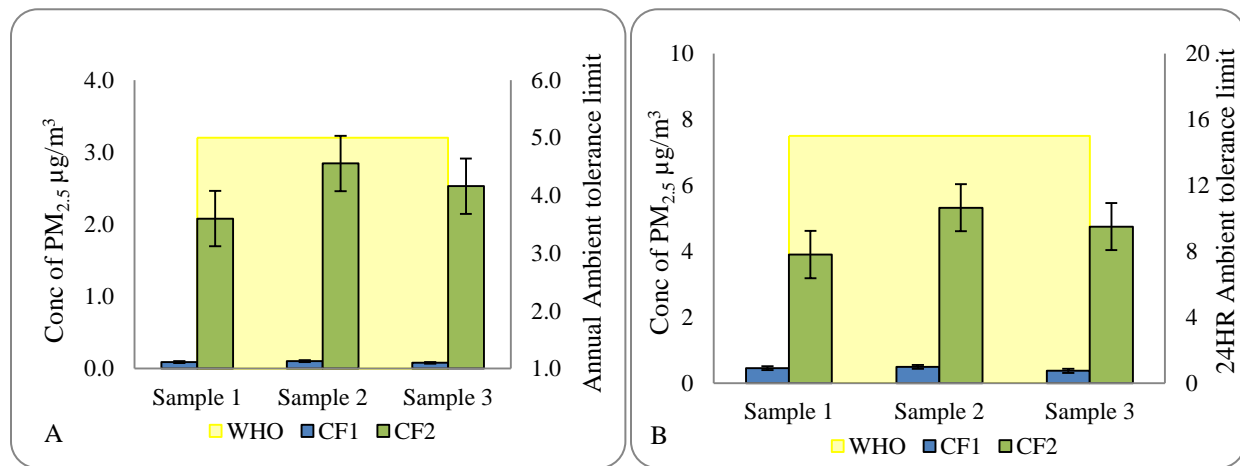 Conc of PM2.5 µg/m³
4.0
3.0
2.0
1.0
0.0
6.0
5.0
4.0
3.0
2.0
1.0
Annual Ambient tolerance limit
Sample 1 Sample 2 Sample 3
WHO CF1 CF2
A
Conc of PM2.5 µg/m³
10
8
6
4
2
0
20
16
12
8
4
0
24HR Ambient tolerance limit
Sample 1 Sample 2 Sample 3
WHO CF1 CF2
B